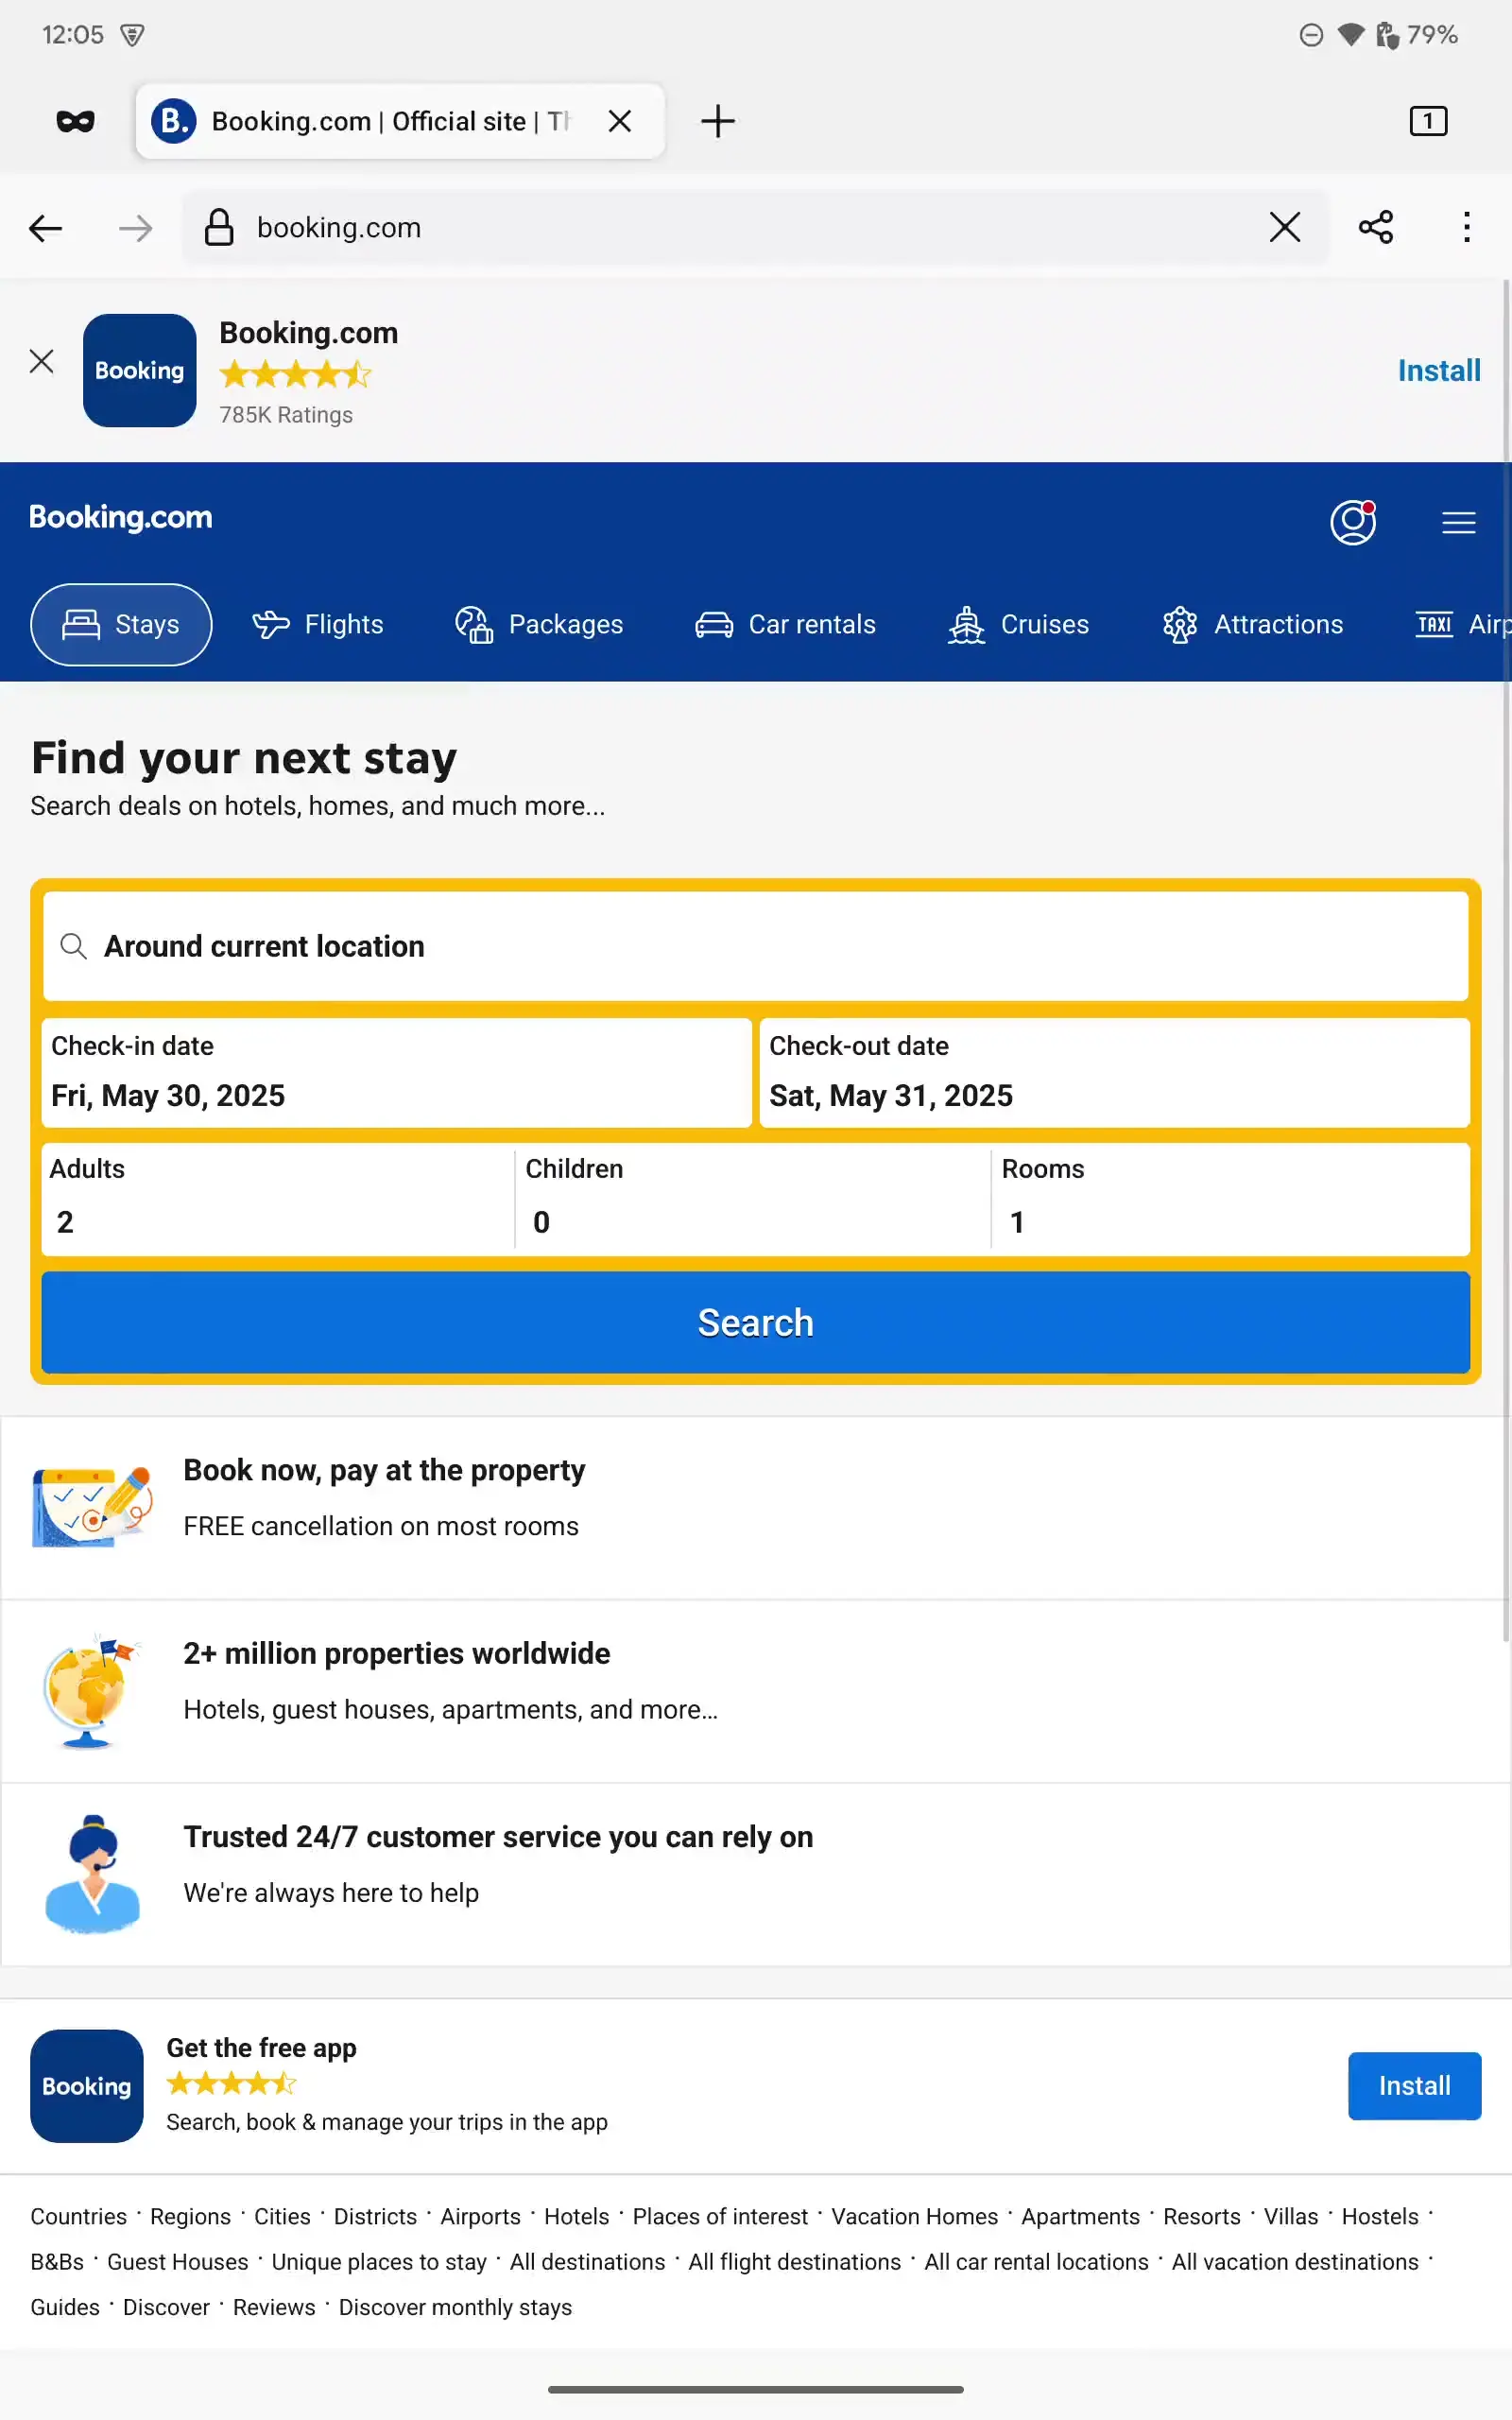 12:05
79%
B. Booking.com | Official site | Th
1
booking.com
Booking
Booking.com
785K Ratings
Install
Booking.com
Stays Flights Packages Car rentals Cruises Attractions TAXI Airp
Find your next stay
Search deals on hotels, homes, and much more...
Around current location
Check-in date
Fri, May 30, 2025
Check-out date
Sat, May 31, 2025
Adults
2
Children
0
Rooms
1
Search
Book now, pay at the property
FREE cancellation on most rooms
2+ million properties worldwide
Hotels, guest houses, apartments, and more...
Trusted 24/7 customer service you can rely on
We're always here to help
Booking
Get the free app
Search, book & manage your trips in the app
Install
Countries · Regions · Cities · Districts · Airports · Hotels · Places of interest · Vacation Homes · Apartments · Resorts · Villas · Hostels ·
B&Bs · Guest Houses · Unique places to stay · All destinations · All flight destinations · All car rental locations · All vacation destinations ·
Guides · Discover · Reviews · Discover monthly stays